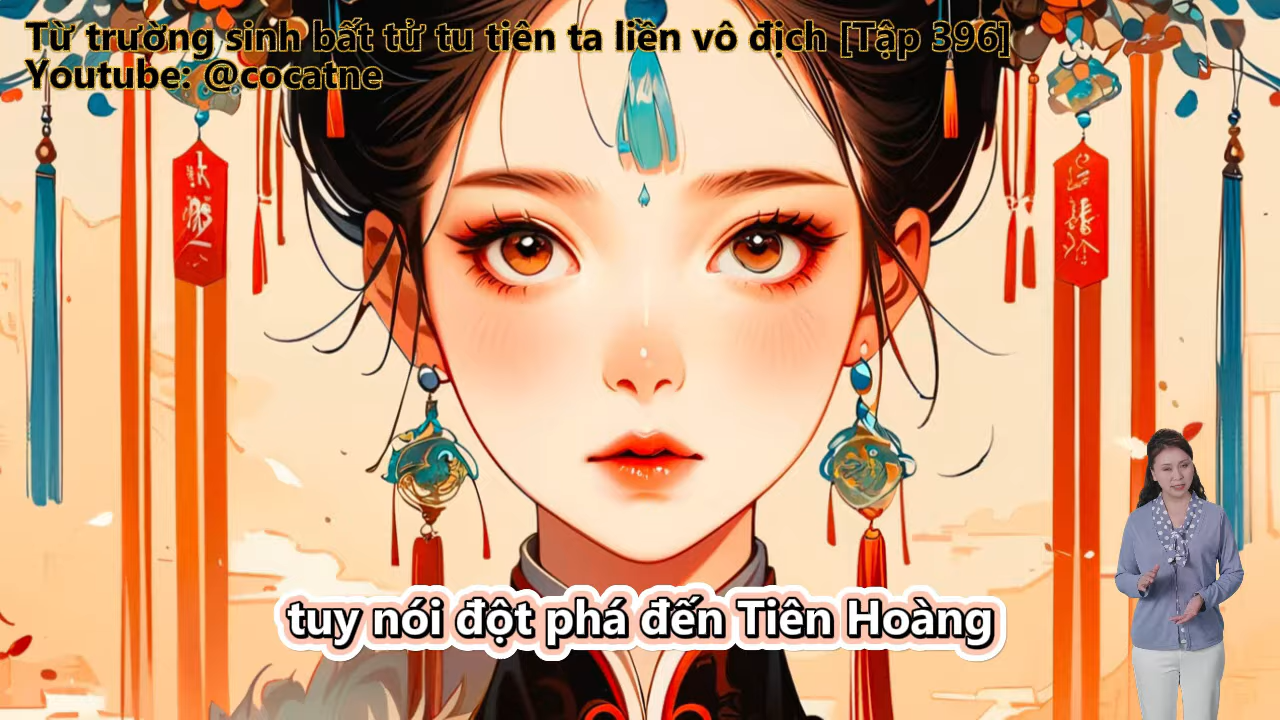 Từ trường sinh bất tử tu tiên ta liền vô địch [Tập 396]
Youtube: @cocatne
tuy nói đột phá đến Tiên Hoàng